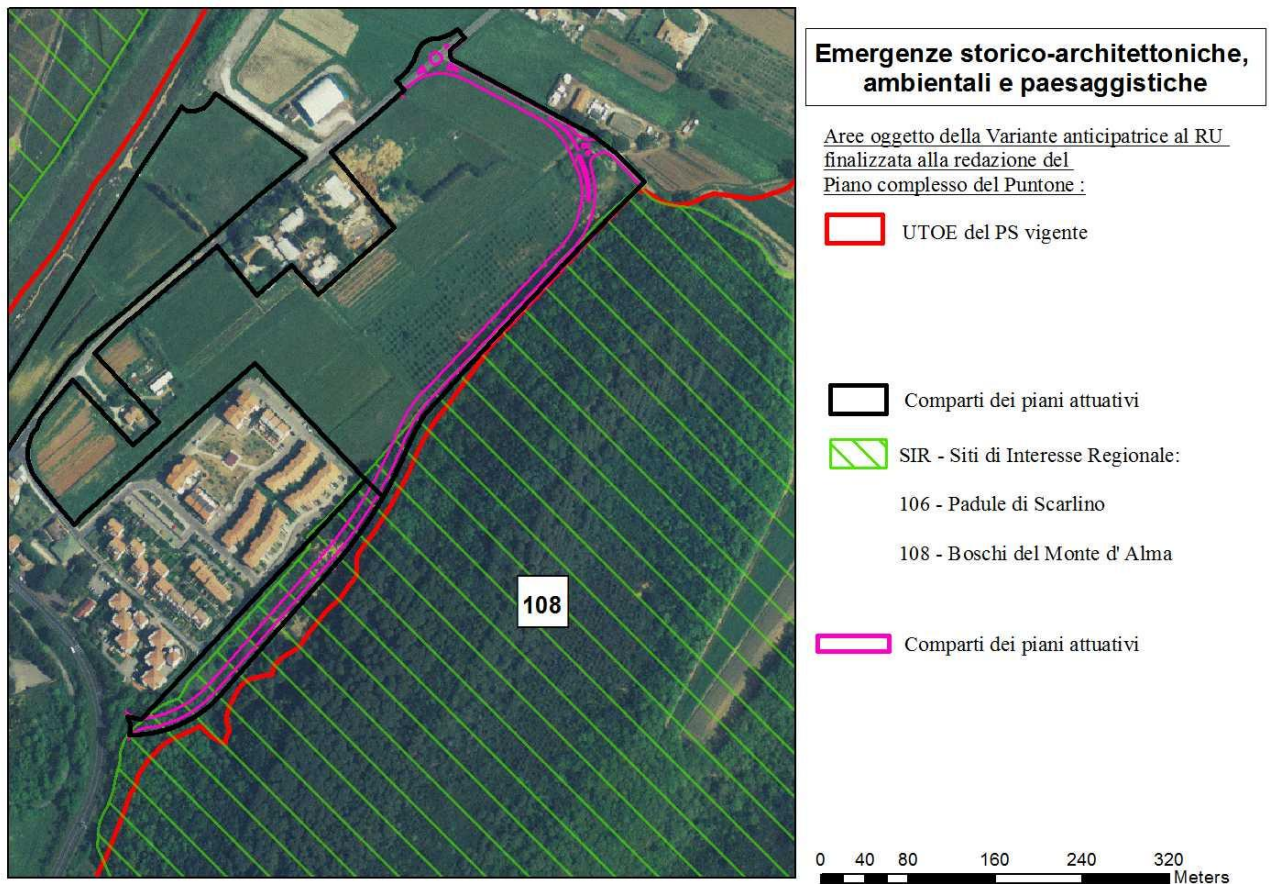 Emergenze storico-architettoniche,
ambientali e paesaggistiche
Aree oggetto della Variante anticipatrice al RU
finalizzata alla redazione del
Piano complesso del Puntone :
UTOE del PS vigente
Comparti dei piani attuativi
SIR - Siti di Interesse Regionale:
106 - Padule di Scarlino
108 - Boschi del Monte d' Alma
108
Comparti dei piani attuativi
0 40 80 160 240 320
Meters